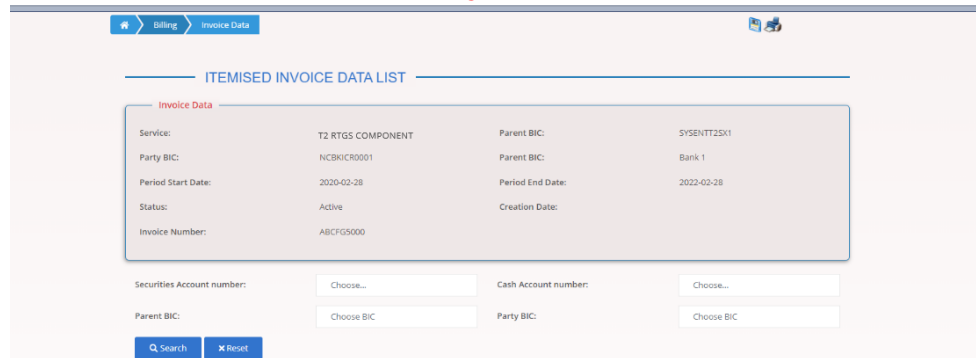 Billing Invoice Data
ITEMISED INVOICE DATA LIST
Invoice Data
Service: T2 RTGS COMPONENT Parent BIC: SYSENTT2SX1
Party BIC: NCBKICR0001 Parent BIC: Bank 1
Period Start Date: 2020-02-28 Period End Date: 2022-02-28
Status: Active Creation Date:
Invoice Number: ABCFG5000
Securities Account number: Choose... Cash Account number: Choose...
Parent BIC: Choose BIC Party BIC: Choose BIC
Search Reset